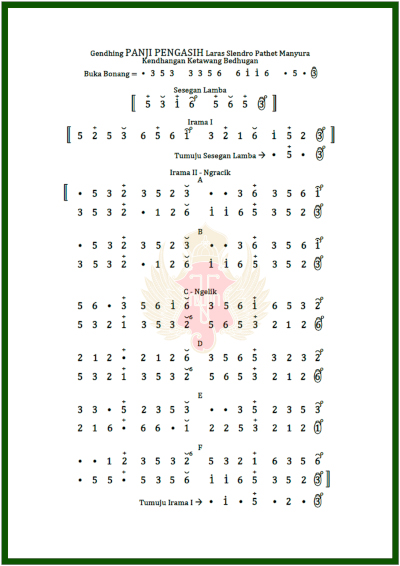 Gendhing PANJI PENGASIH Laras Slendro Pathet Manyura
Kendhangan Ketawang Bedhugan
Buka Bonang = • 3 5 3 3 3 5 6 6 i i 6 • 5 • 3
Sesegan Lamba
5 3 i 6 5 6 5 3
Irama I
5 2 5 3 6 5 6 i 3 2 1 6 i 5 2 3
Tumuju Sesegan Lamba → • 5 • 3
Irama II - Ngracik
A
• 5 3 2 3 5 2 3 • • 3 6 3 5 6 i
3 5 3 2 • 1 2 6 i i 6 5 3 5 2 3
B
• 5 3 2 3 5 2 3 • • 3 6 3 5 6 i
3 5 3 2 • 1 2 6 i i 6 5 3 5 2 3
C - Ngelik
5 6 • 3 5 6 i 6 3 5 6 i 6 5 3 2
5 3 2 1 3 5 3 2 5 6 5 3 2 1 2 6
D
2 1 2 • 2 1 2 6 3 5 6 5 3 2 3 2
5 3 2 1 3 5 3 2 5 6 5 3 2 1 2 6
E
3 3 • 5 2 3 5 3 • • 3 5 2 3 5 3
2 1 6 • 6 6 • 1 2 2 5 3 2 1 2 1
F
• • 1 2 3 5 3 2 5 3 2 1 6 3 5 6
• 5 5 • 5 3 5 6 i i 6 5 3 5 2 3
Tumuju Irama I → • i • 5 • 2 • 3